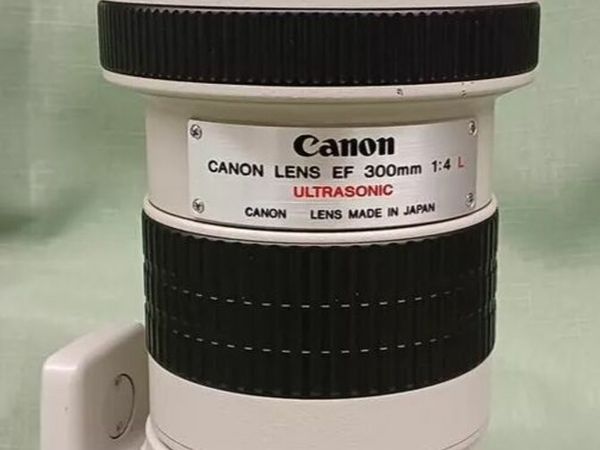 Canon
CANON LENS EF 300mm 1:4 L
ULTRASONIC
CANON LENS MADE IN JAPAN